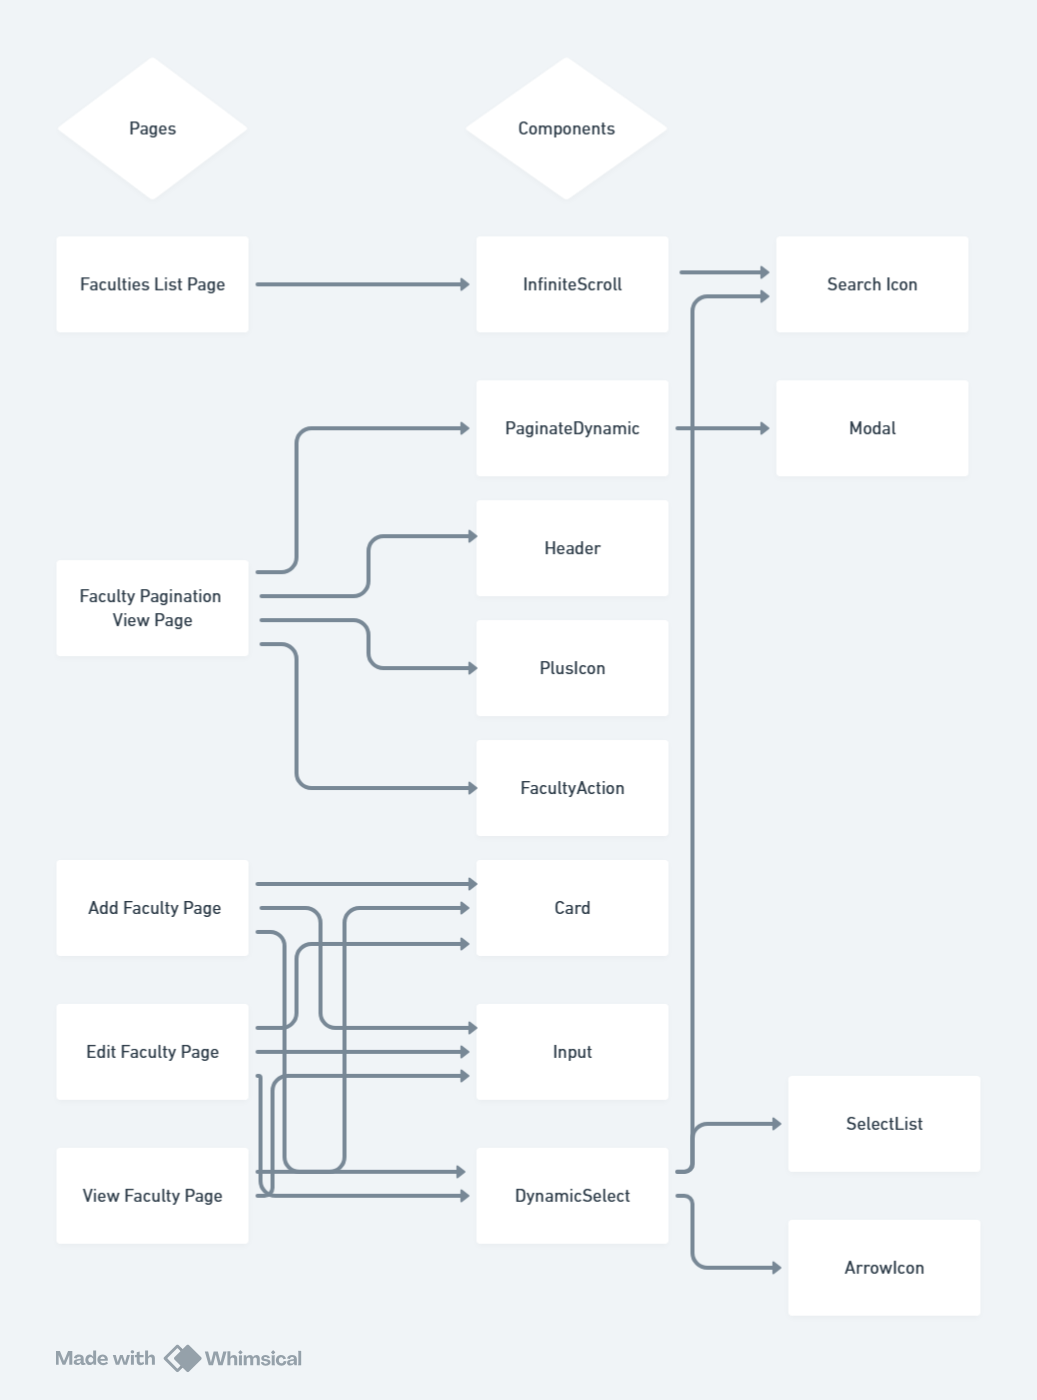 Pages
Components
Faculties List Page
InfiniteScroll
Search Icon
PaginateDynamic
Modal
Header
Faculty Pagination
View Page
PlusIcon
FacultyAction
Add Faculty Page
Card
Edit Faculty Page
Input
SelectList
View Faculty Page
DynamicSelect
ArrowIcon
Made with Whimsical